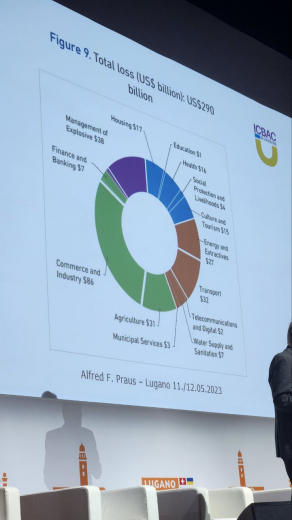 Figure 9. Total loss (US$ billion): US$290
billion
ICBAC
Housing $17
Education $1
Health $16
Social
Protection and
Livelihoods $4
Culture and
Tourism $15
Energy and
Extractives
$27
Transport
$32
Telecommunications
and Digital $2
Water Supply and
Sanitation $7
Municipal Services $3
Agriculture $31
Commerce and
Industry $86
Finance and
Banking $7
Management of
Explosive $38
Alfred F. Praus – Lugano 11./12.05.2023
LUGANO